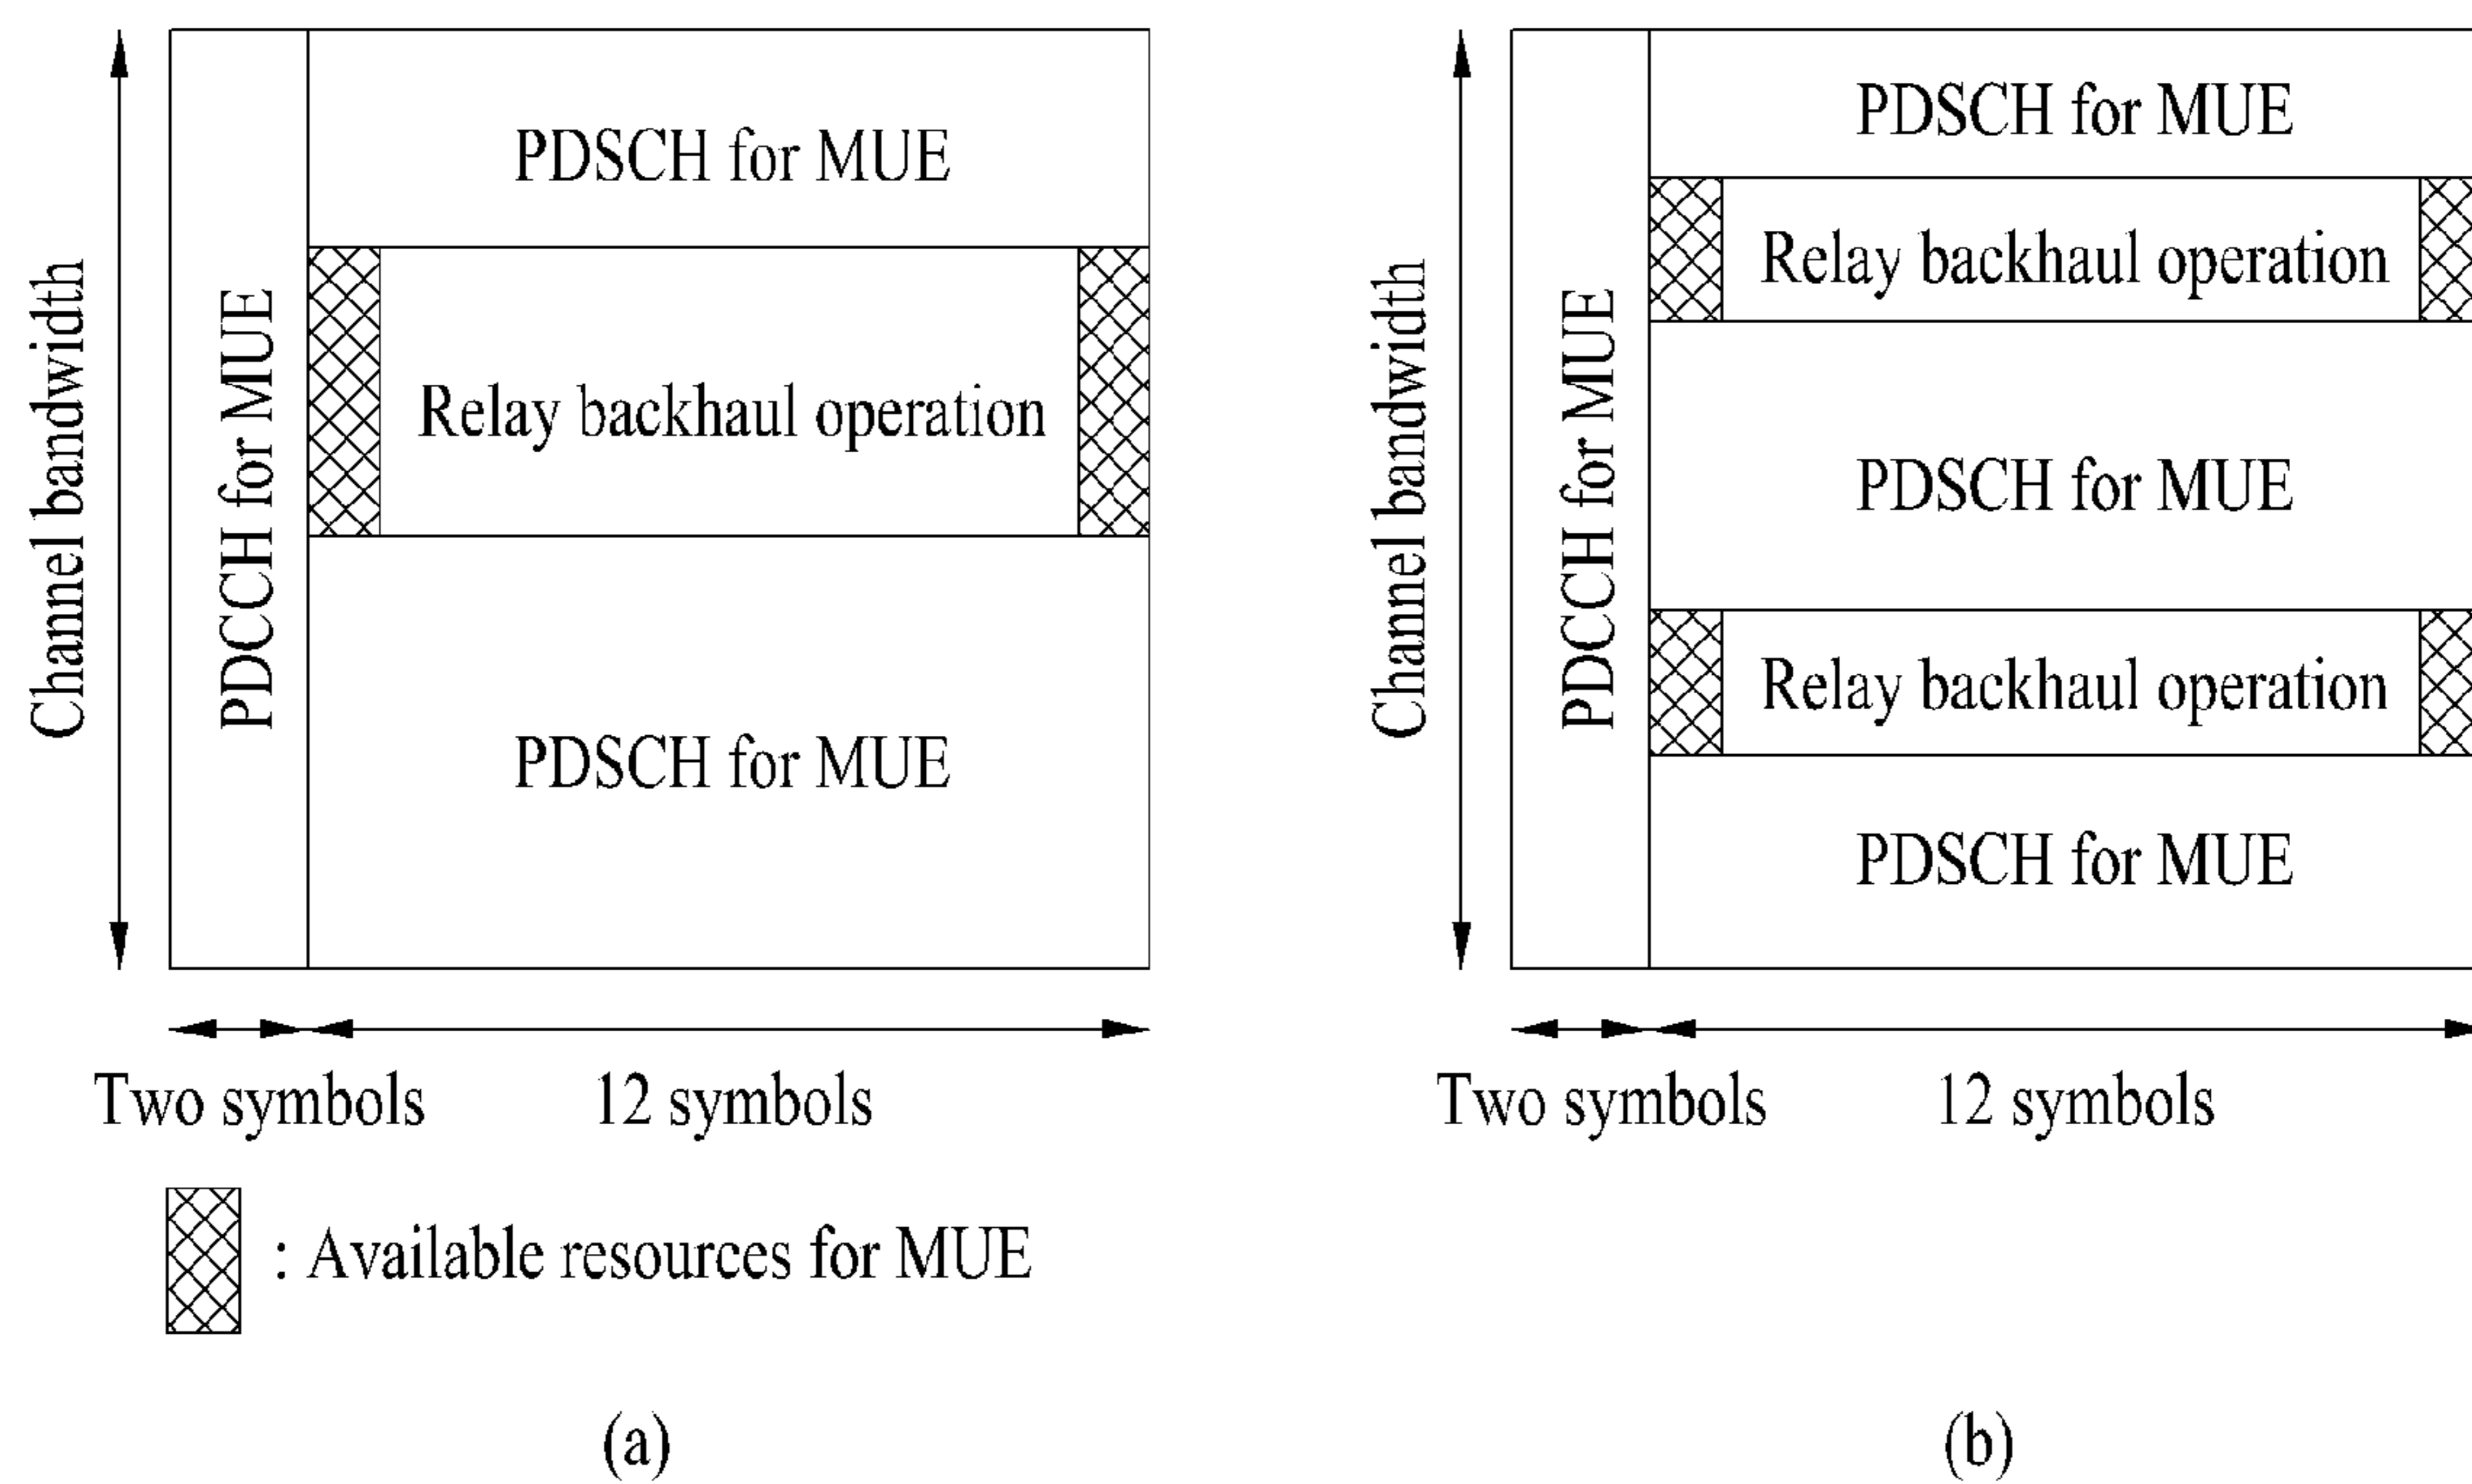 Channel bandwidth
PDCCH for MUE
PDSCH for MUE
Relay backhaul operation
PDSCH for MUE
Two symbols
12 symbols
: Available resources for MUE
(a)
Channel bandwidth
PDCCH for MUE
PDSCH for MUE
Relay backhaul operation
PDSCH for MUE
Relay backhaul operation
PDSCH for MUE
Two symbols
12 symbols
(b)